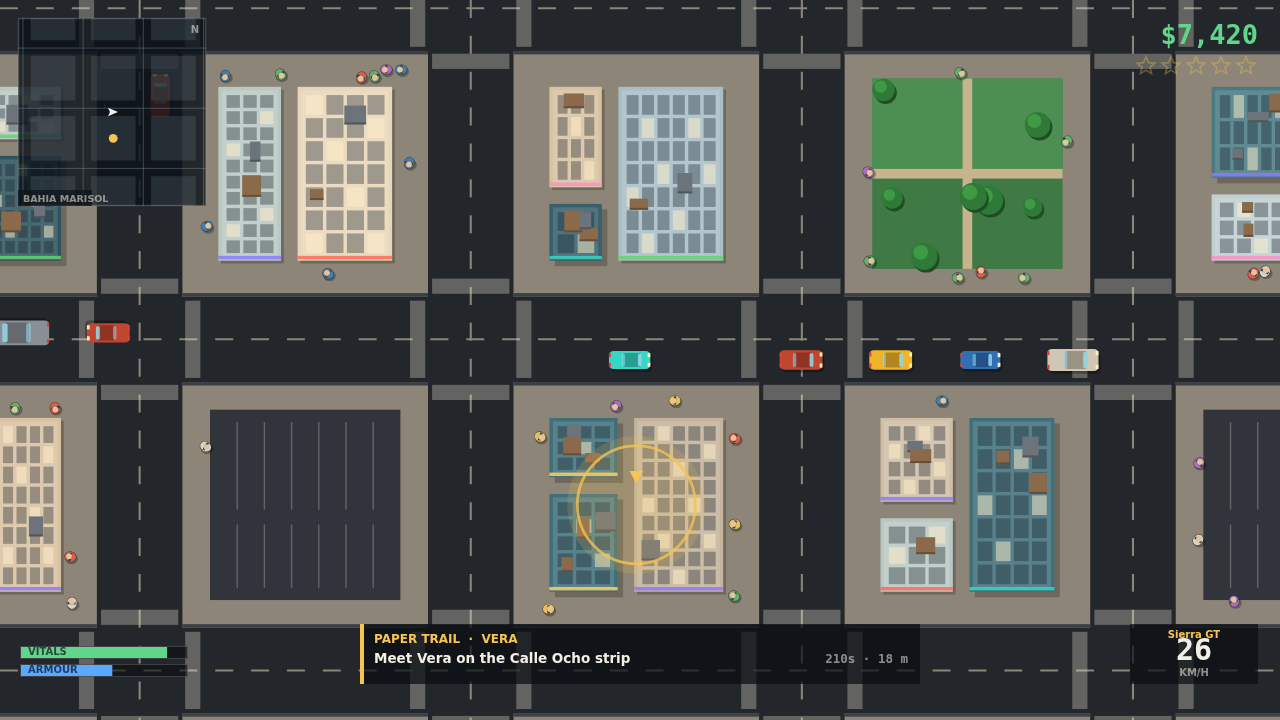 N
BAHIA MARISOL
$7,420
VITALS
ARMOUR
PAPER TRAIL · VERA
Meet Vera on the Calle Ocho strip
210s · 18 m
Sierra GT
26
KM/H